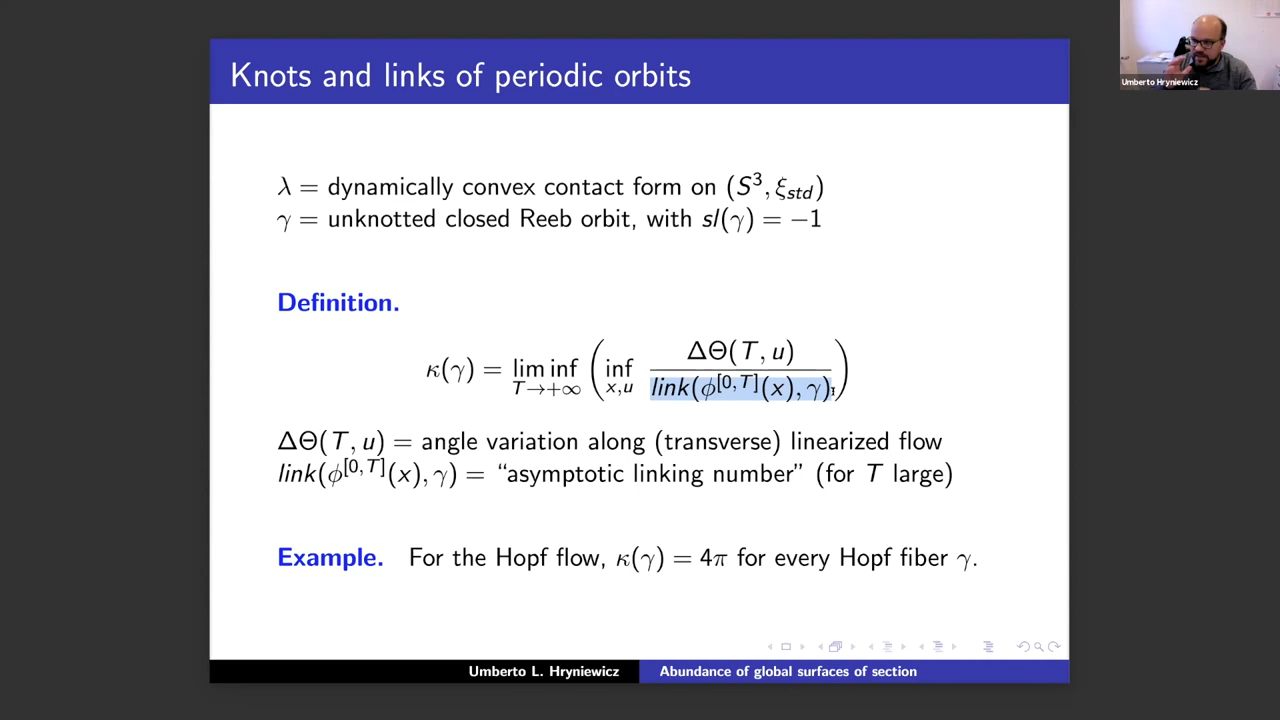 Knots and links of periodic orbits
Umberto Hryniewicz
λ = dynamically convex contact form on (S³, ξ_std)
γ = unknotted closed Reeb orbit, with sl(γ) = −1
Definition.
κ(γ) = lim inf_{T→+∞} ( inf_{x,u} ΔΘ(T, u) / link(ϕ^{[0,T]}(x), γ) )
ΔΘ(T, u) = angle variation along (transverse) linearized flow
link(ϕ^{[0,T]}(x), γ) = “asymptotic linking number” (for T large)
Example. For the Hopf flow, κ(γ) = 4π for every Hopf fiber γ.
Umberto L. Hryniewicz Abundance of global surfaces of section